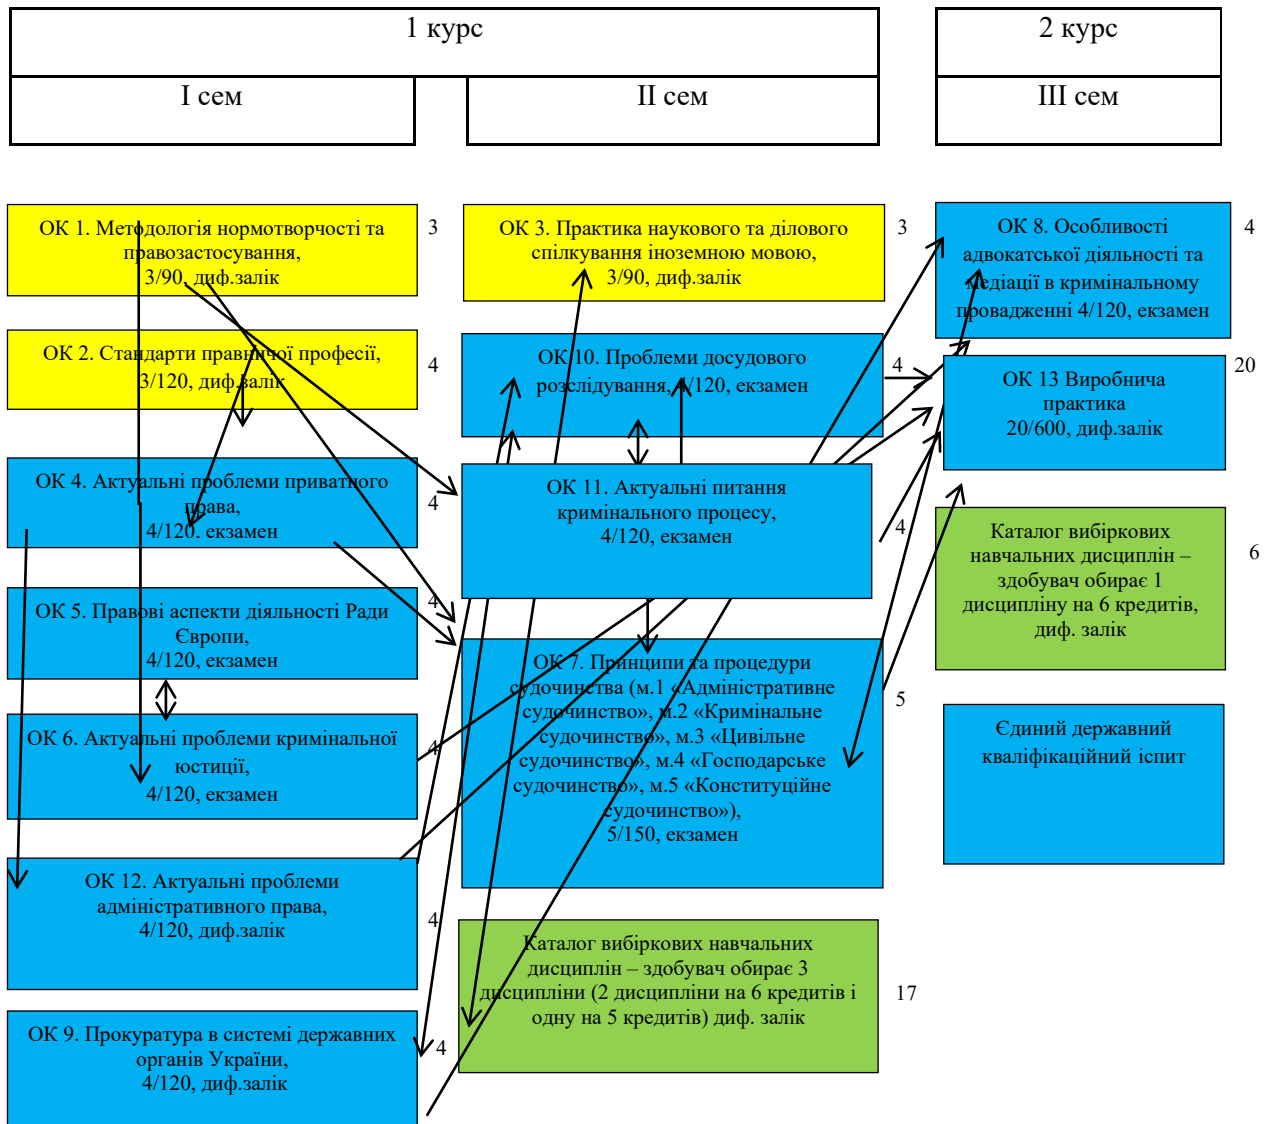 1 курс
2 курс
І сем
ІІ сем
ІІІ сем
ОК 1. Методологія нормотворчості та
правозастосування,
3/90, диф.залік
3
ОК 2. Стандарти правничої професії,
3/120, диф.залік
4
ОК 4. Актуальні проблеми приватного
права,
4/120. екзамен
4
ОК 5. Правові аспекти діяльності Ради
Європи,
4/120, екзамен
4
ОК 6. Актуальні проблеми кримінальної
юстиції,
4/120, екзамен
4
ОК 12. Актуальні проблеми
адміністративного права,
4/120, диф.залік
4
ОК 9. Прокуратура в системі державних
органів України,
4/120, диф.залік
4
ОК 3. Практика наукового та ділового
спілкування іноземною мовою,
3/90, диф.залік
3
ОК 10. Проблеми досудового
розслідування, 4/120, екзамен
4
ОК 11. Актуальні питання
кримінального процесу,
4/120, екзамен
4
ОК 7. Принципи та процедури
судочинства (м.1 «Адміністративне
судочинство», м.2 «Кримінальне
судочинство», м.3 «Цивільне
судочинство», м.4 «Господарське
судочинство», м.5 «Конституційне
судочинство»),
5/150, екзамен
5
Каталог вибіркових навчальних
дисциплін – здобувач обирає 3
дисципліни (2 дисципліни на 6 кредитів і
одну на 5 кредитів) диф. залік
17
ОК 8. Особливості
адвокатської діяльності та
медіації в кримінальному
провадженні 4/120, екзамен
4
ОК 13 Виробнича
практика
20/600, диф.залік
20
Каталог вибіркових
навчальних дисциплін –
здобувач обирає 1
дисципліну на 6 кредитів,
диф. залік
6
Єдиний державний
кваліфікаційний іспит